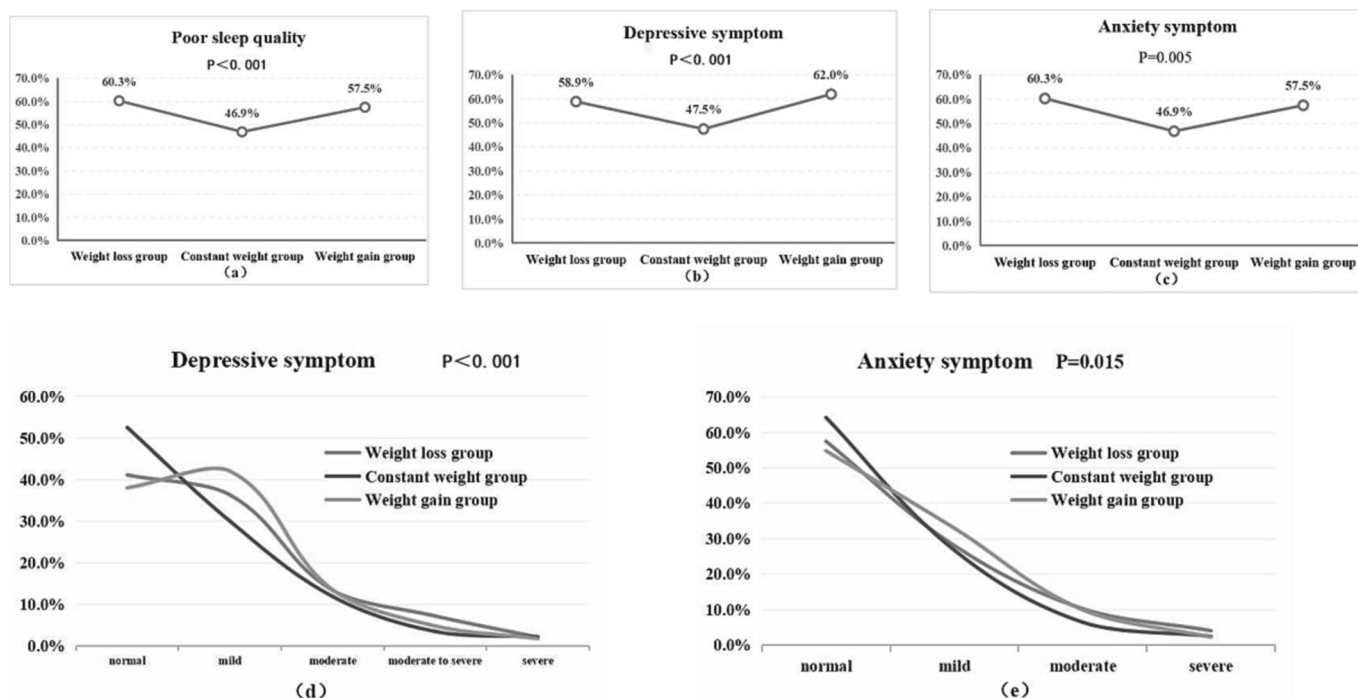 Poor sleep quality
P<0.001
70.0%
60.0%
50.0%
40.0%
30.0%
20.0%
10.0%
0.0%
60.3%
46.9%
57.5%
Weight loss group Constant weight group Weight gain group
（a）
Depressive symptom
P<0.001
70.0%
60.0%
50.0%
40.0%
30.0%
20.0%
10.0%
0.0%
58.9%
47.5%
62.0%
Weight loss group Constant weight group Weight gain group
（b）
Anxiety symptom
P=0.005
70.0%
60.0%
50.0%
40.0%
30.0%
20.0%
10.0%
0.0%
60.3%
46.9%
57.5%
Weight loss group Constant weight group Weight gain group
（c）
Depressive symptom P＜0.001
60.0%
50.0%
40.0%
30.0%
20.0%
10.0%
0.0%
Weight loss group
Constant weight group
Weight gain group
normal mild moderate moderate to severe severe
（d）
Anxiety symptom P=0.015
70.0%
60.0%
50.0%
40.0%
30.0%
20.0%
10.0%
0.0%
Weight loss group
Constant weight group
Weight gain group
normal mild moderate severe
（e）